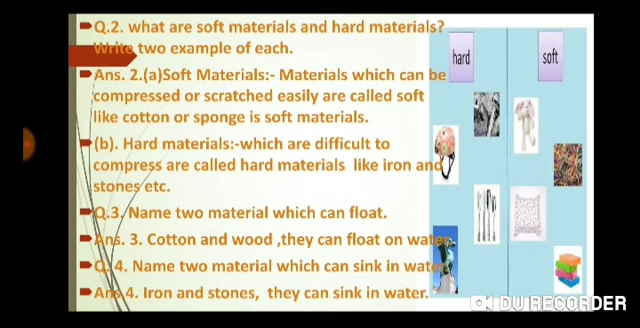 Q.2. what are soft materials and hard materials?
Write two example of each.
Ans. 2.(a)Soft Materials:- Materials which can be
compressed or scratched easily are called soft
like cotton or sponge is soft materials.
(b). Hard materials:-which are difficult to
compress are called hard materials like iron and
stones etc.
Q.3. Name two material which can float.
Ans. 3. Cotton and wood ,they can float on water.
Q. 4. Name two material which can sink in water
Ans 4. Iron and stones, they can sink in water.
hard
soft
DU RECORDER